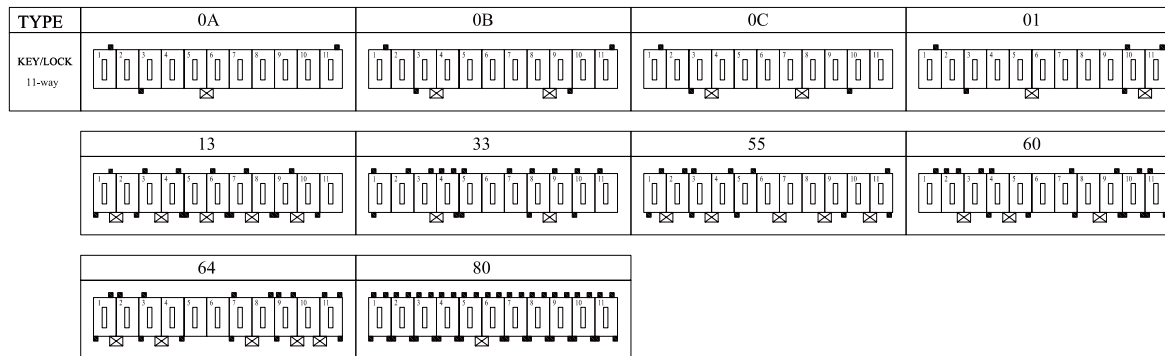 TYPE 0A 0B 0C 01
KEY/LOCK
11-way
1 2 3 4 5 6 7 8 9 10 11 1 2 3 4 5 6 7 8 9 10 11 1 2 3 4 5 6 7 8 9 10 11 1 2 3 4 5 6 7 8 9 10 11
13 33 55 60
1 2 3 4 5 6 7 8 9 10 11 1 2 3 4 5 6 7 8 9 10 11 1 2 3 4 5 6 7 8 9 10 11 1 2 3 4 5 6 7 8 9 10 11
64 80
1 2 3 4 5 6 7 8 9 10 11 1 2 3 4 5 6 7 8 9 10 11